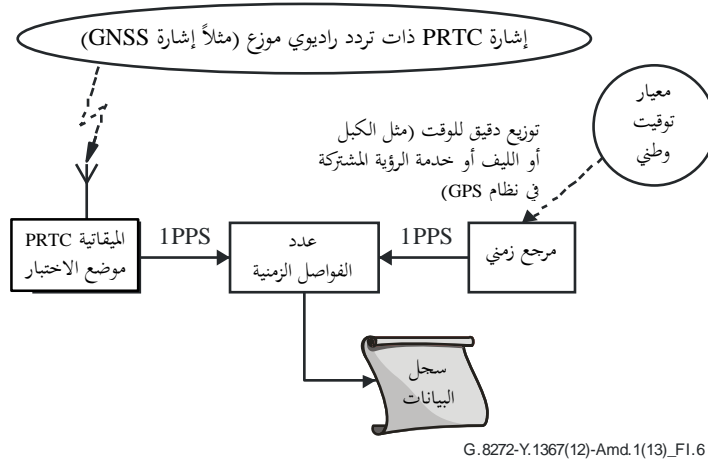 إشارة PRTC ذات تردد راديوي موزع (مثلاً إشارة GNSS)
معيار
توقيت
وطني
توزيع دقيق للوقت (مثل الكبل
أو الليف أو خدمة الرؤية المشتركة
في نظام GPS)
مرجع زمني
1PPS
عدد
الفواصل الزمنية
1PPS
الميقاتية PRTC
موضع الاختبار
سجل
البيانات
G.8272-Y.1367(12)-Amd.1(13)_FI.6